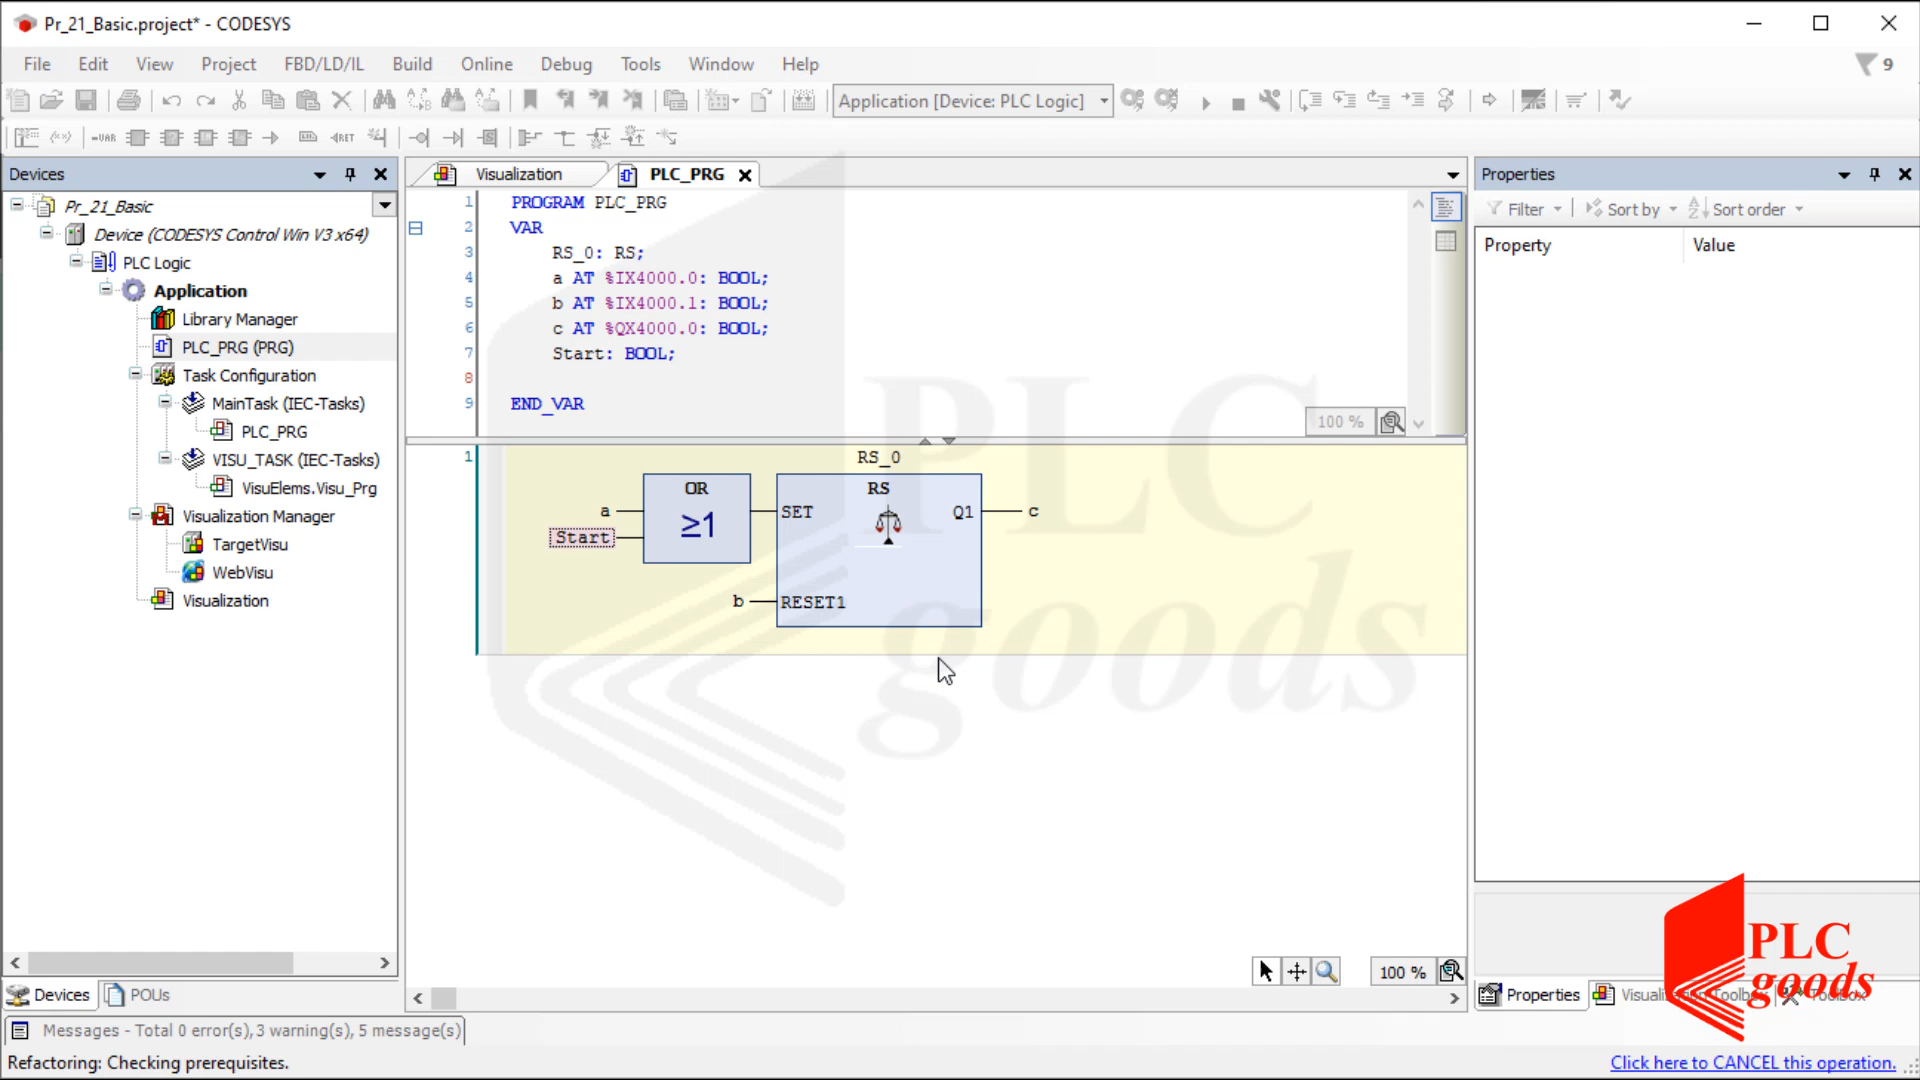 Pr_21_Basic.project* - CODESYS
File Edit View Project FBD/LD/IL Build Online Debug Tools Window Help 9
Application [Device: PLC Logic]
Devices
Pr_21_Basic
Device (CODESYS Control Win V3 x64)
PLC Logic
Application
Library Manager
PLC_PRG (PRG)
Task Configuration
MainTask (IEC-Tasks)
PLC_PRG
VISU_TASK (IEC-Tasks)
VisuElems.Visu_Prg
Visualization Manager
TargetVisu
WebVisu
Visualization
Devices POUs
Visualization PLC_PRG
1 PROGRAM PLC_PRG
2 VAR
3 RS_0: RS;
4 a AT %IX4000.0: BOOL;
5 b AT %IX4000.1: BOOL;
6 c AT %QX4000.0: BOOL;
7 Start: BOOL;
8
9 END_VAR
100 %
1 RS_0
OR RS
a ≥1 SET Q1 c
Start
b RESET1
PLC
goods
100 %
Properties
Filter Sort by Sort order
Property Value
PLC
goods
Properties
Messages - Total 0 error(s), 3 warning(s), 5 message(s)
Refactoring: Checking prerequisites. Click here to CANCEL this operation.